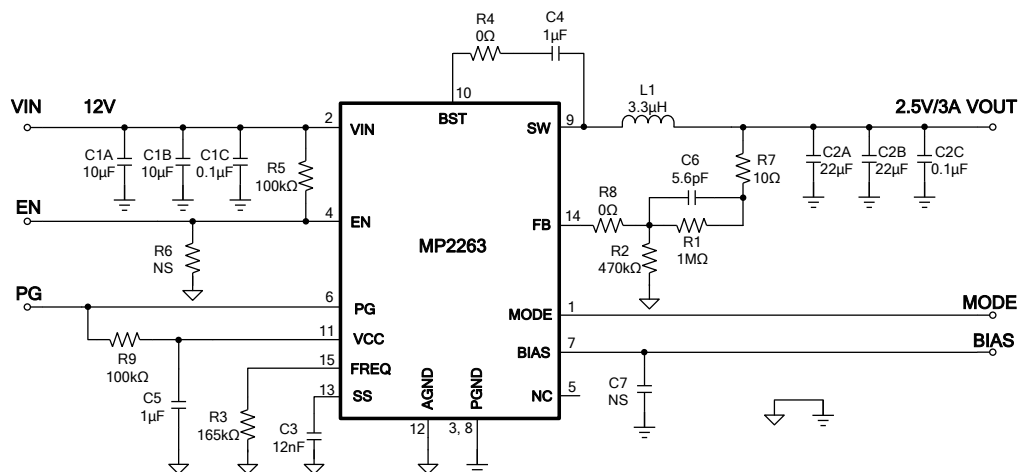 R4
0Ω
C4
1µF
10
BST
VIN
12V
2
VIN
C1A
10µF
C1B
10µF
C1C
0.1µF
R5
100kΩ
SW
9
L1
3.3µH
2.5V/3A VOUT
R7
10Ω
C2A
22µF
C2B
22µF
C2C
0.1µF
C6
5.6pF
EN
4
EN
R6
NS
FB
14
R8
0Ω
R1
1MΩ
R2
470kΩ
MP2263
PG
6
PG
MODE
1
MODE
R9
100kΩ
11
VCC
BIAS
7
BIAS
C5
1µF
15
FREQ
R3
165kΩ
13
SS
C3
12nF
NC
5
C7
NS
AGND
12
PGND
3, 8